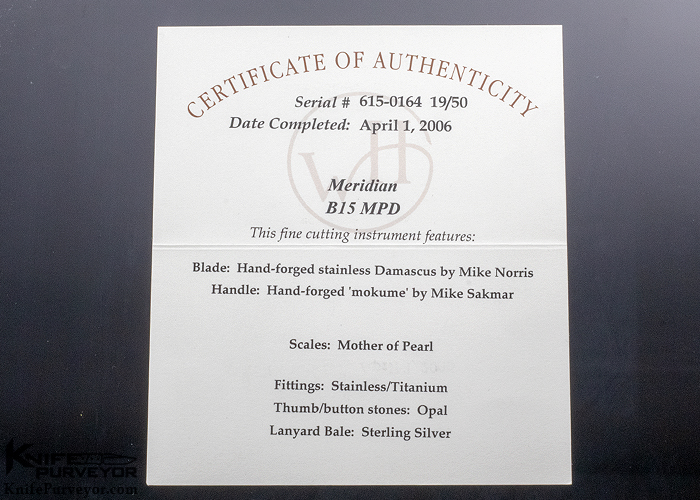 CERTIFICATE OF AUTHENTICITY
Serial # 615-0164 19/50
Date Completed: April 1, 2006
WH
Meridian
B15 MPD
This fine cutting instrument features:
Blade: Hand-forged stainless Damascus by Mike Norris
Handle: Hand-forged 'mokume' by Mike Sakmar
Scales: Mother of Pearl
Fittings: Stainless/Titanium
Thumb/button stones: Opal
Lanyard Bale: Sterling Silver
KNIFE
PURVEYOR
KnifePurveyor.com